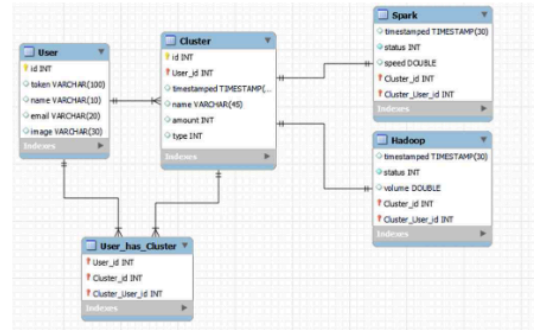 User
id INT
token VARCHAR(100)
name VARCHAR(10)
email VARCHAR(20)
image VARCHAR(30)
Indexes
Cluster
id INT
User_id INT
timestamped TIMESTAMP(...
name VARCHAR(45)
amount INT
type INT
Indexes
Spark
timestamped TIMESTAMP(30)
status INT
speed DOUBLE
Cluster_id INT
Cluster_User_id INT
Indexes
Hadoop
timestamped TIMESTAMP(30)
status INT
volume DOUBLE
Cluster_id INT
Cluster_User_id INT
Indexes
User_has_Cluster
User_id INT
Cluster_id INT
Cluster_User_id INT
Indexes